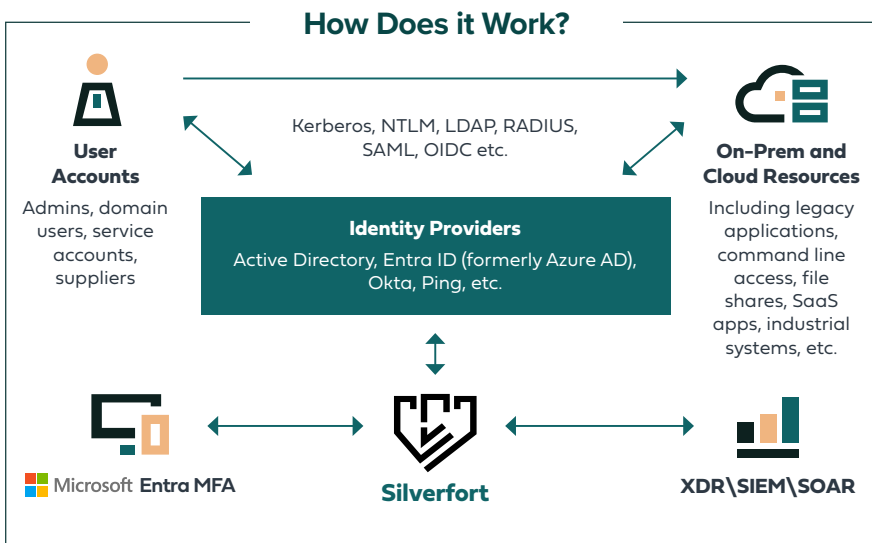 How Does it Work?
Kerberos, NTLM, LDAP, RADIUS,
SAML, OIDC etc.
User
Accounts
Admins, domain
users, service
accounts,
suppliers
On-Prem and
Cloud Resources
Including legacy
applications,
command line
access, file
shares, SaaS
apps, industrial
systems, etc.
Identity Providers
Active Directory, Entra ID (formerly Azure AD),
Okta, Ping, etc.
Microsoft Entra MFA
Silverfort
XDR\SIEM\SOAR